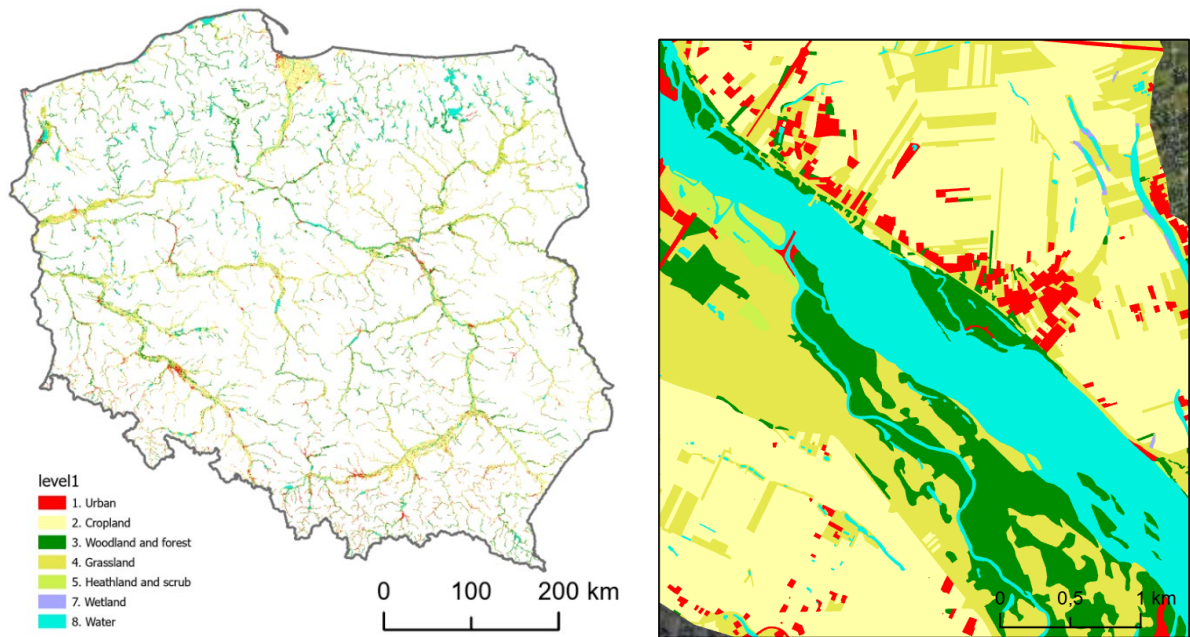 level1
1. Urban
2. Cropland
3. Woodland and forest
4. Grassland
5. Heathland and scrub
7. Wetland
8. Water
0 100 200 km
0 0,5 1 km